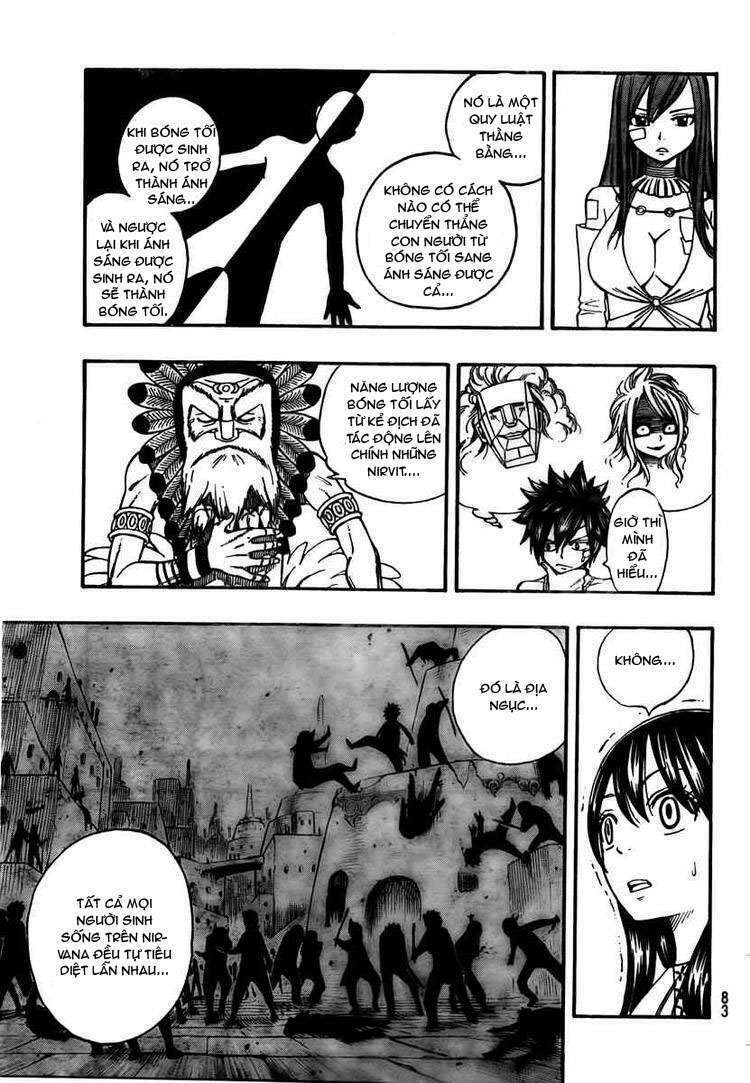 NÓ LÀ MỘT
QUY LUẬT
THẰNG
BẰNG...
KHÔNG CÓ CÁCH
NÀO CÓ THỂ
CHUYỂN THẲNG
CON NGƯỜI TỪ
BÓNG TỐI SANG
ÁNH SÁNG ĐƯỢC
CẢ...
KHI BÓNG TỐI
ĐƯỢC SINH
RA, NÓ TRỞ
THÀNH ÁNH
SÁNG..
VÀ NGƯỢC
LẠI KHI ÁNH
SÁNG ĐƯỢC
SINH RA, NÓ
SẼ THÀNH
BÓNG TỐI.
GIỜ THÌ
MÌNH
ĐÃ
HIỂU...
NĂNG LƯỢNG
BÓNG TỐI LẤY
TỪ KẺ ĐỊCH ĐÃ
TÁC ĐỘNG LÊN
CHÍNH NHỮNG
NIRVIT....
KHÔNG...
ĐÓ LÀ ĐỊA
NGỤC...
TẤT CẢ MỌI
NGƯỜI SINH
SỐNG TRÊN NIR-
VANA ĐỀU TỰ TIÊU
DIỆT LẪN NHAU...
83